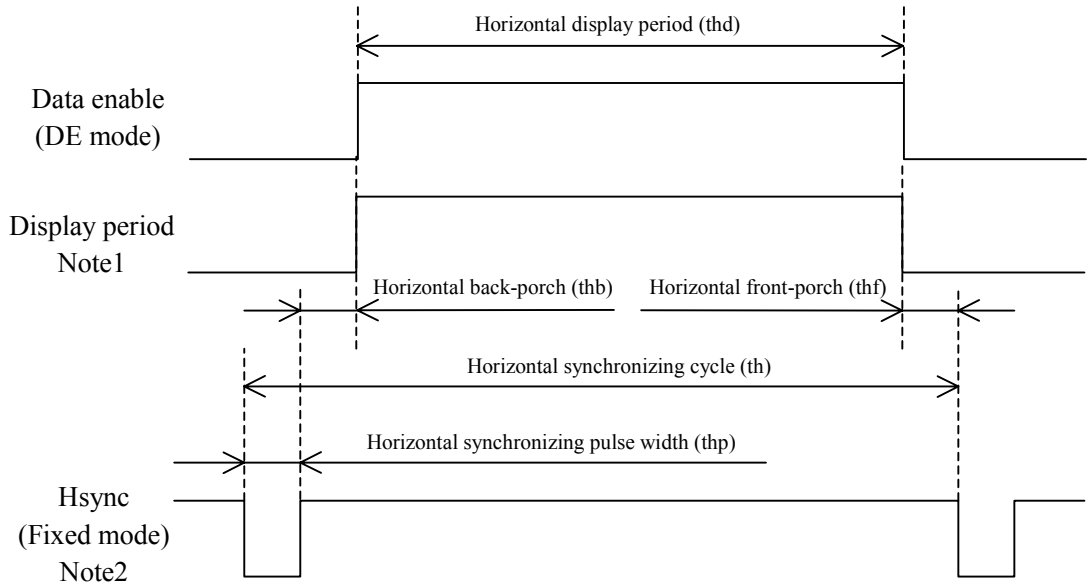 Horizontal display period (thd)
Data enable
(DE mode)
Display period
Note1
Horizontal back-porch (thb)
Horizontal front-porch (thf)
Horizontal synchronizing cycle (th)
Horizontal synchronizing pulse width (thp)
Hsync
(Fixed mode)
Note2